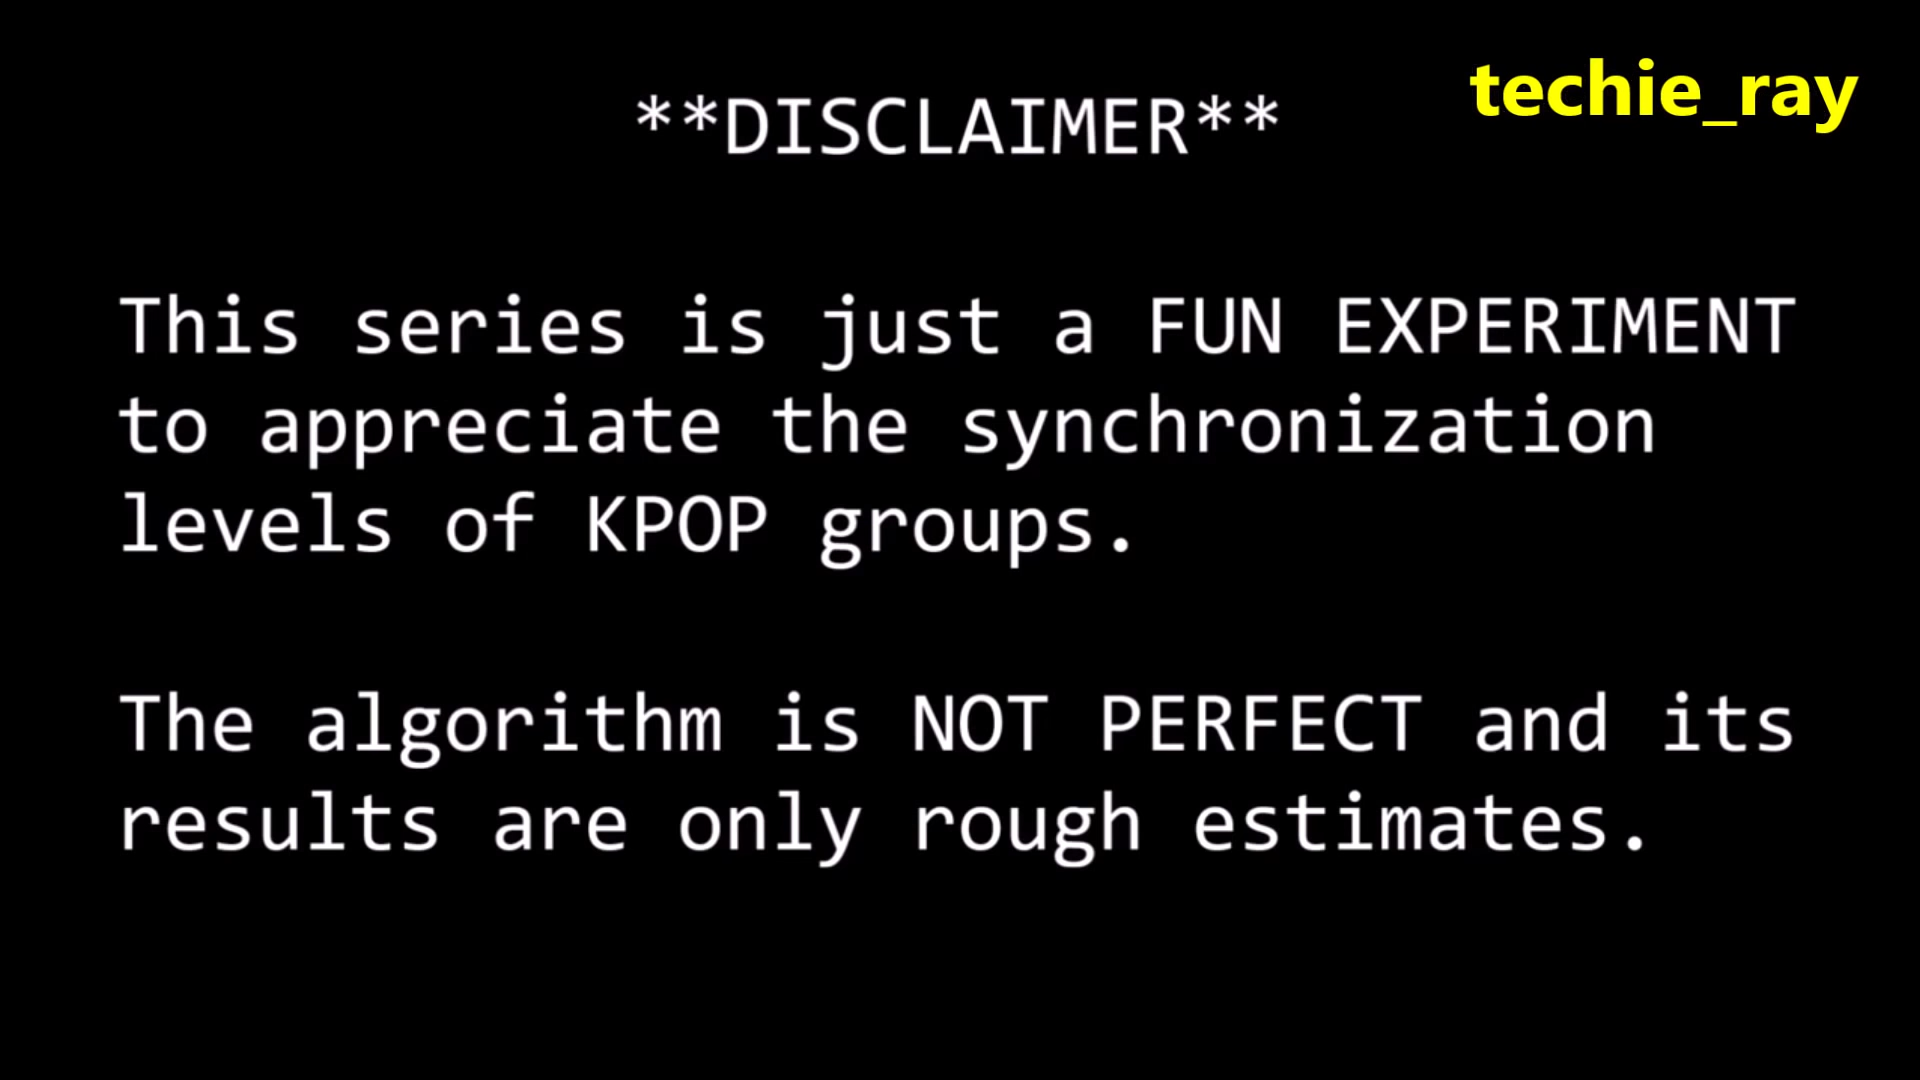 techie_ray
**DISCLAIMER**
This series is just a FUN EXPERIMENT
to appreciate the synchronization
levels of KPOP groups.
The algorithm is NOT PERFECT and its
results are only rough estimates.